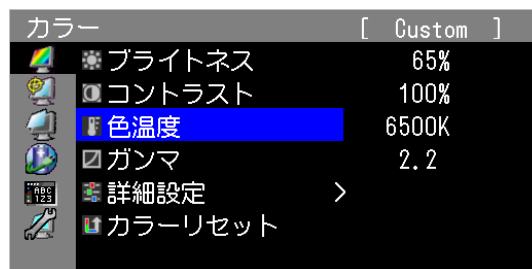 カラー [ Custom ]
ブライトネス 65%
コントラスト 100%
色温度 6500K
ガンマ 2.2
詳細設定 >
カラーリセット
ABC
123